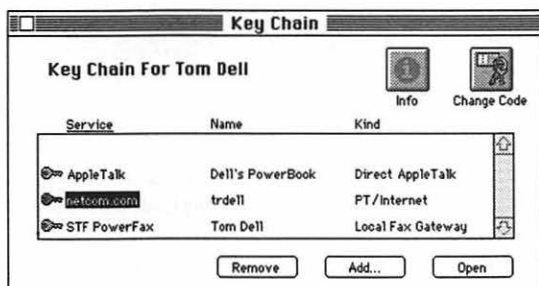 Key Chain
Key Chain For Tom Dell
Info
Change Code
Service Name Kind
AppleTalk Dell's PowerBook Direct AppleTalk
netcom.com trdell PT/Internet
STF PowerFax Tom Dell Local Fax Gateway
Remove Add... Open